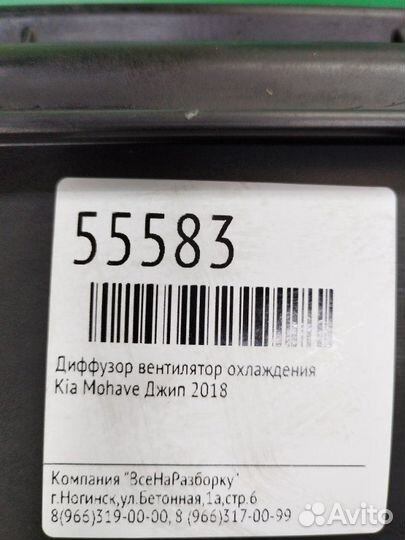 55583
Диффузор вентилятор охлаждения
Kia Mohave Джип 2018
Компания "ВсеНаРазборку"
г.Ногинск,ул.Бетонная,1а,стр.6
8(966)319-00-00, 8 (966)317-00-99
Avito